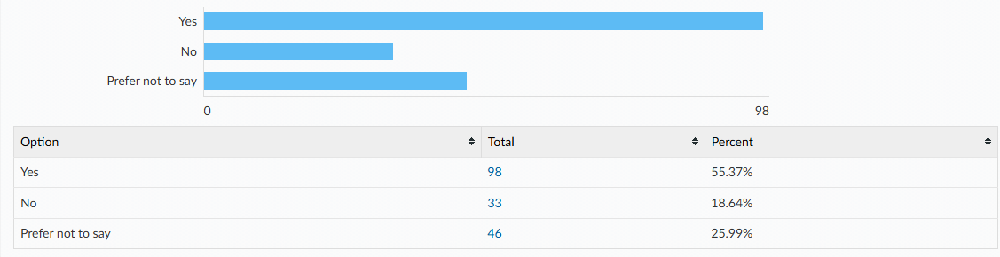 Yes
No
Prefer not to say
0 98
Option Total Percent
Yes 98 55.37%
No 33 18.64%
Prefer not to say 46 25.99%